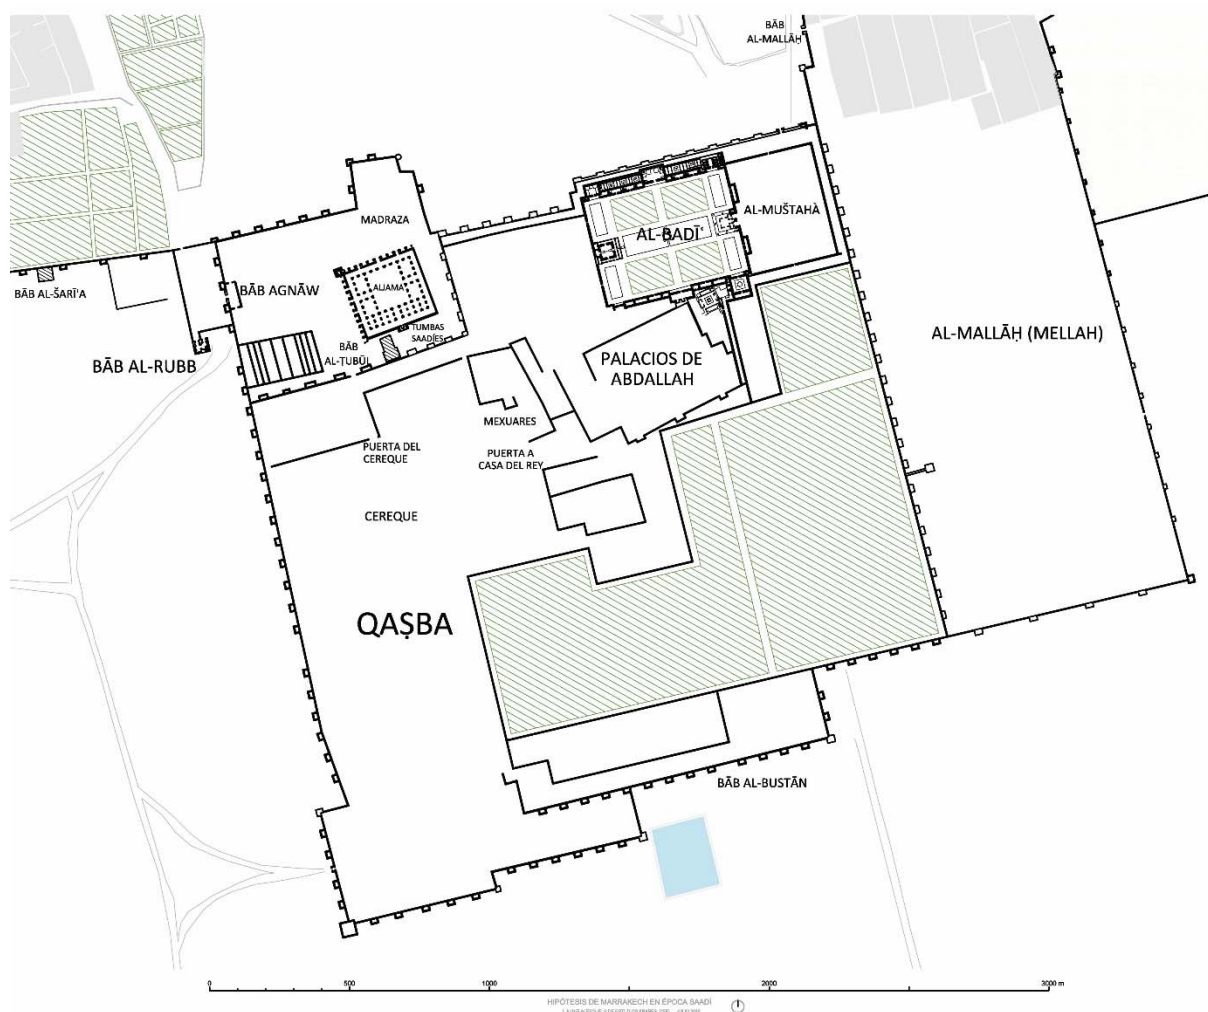 BĀB
AL-MALLĀḤ
MADRAZA
AL-MUŠTAHÀ
AL-BADĪʿ
BĀB AL-ŠARĪ'A
BĀB AGNĀW
ALJAMA
TUMBAS
SAADÍES
BĀB
AL-TUBŪL
BĀB AL-RUBB
PALACIOS DE
ABDALLAH
AL-MALLĀḤ (MELLAH)
MEXUARES
PUERTA DEL
CEREQUE
PUERTA A
CASA DEL REY
CEREQUE
QAṢBA
BĀB AL-BUSTĀN
0 500 1000 2000 3000 m
HIPÓTESIS DE MARRAKECH EN ÉPOCA SAADÍ